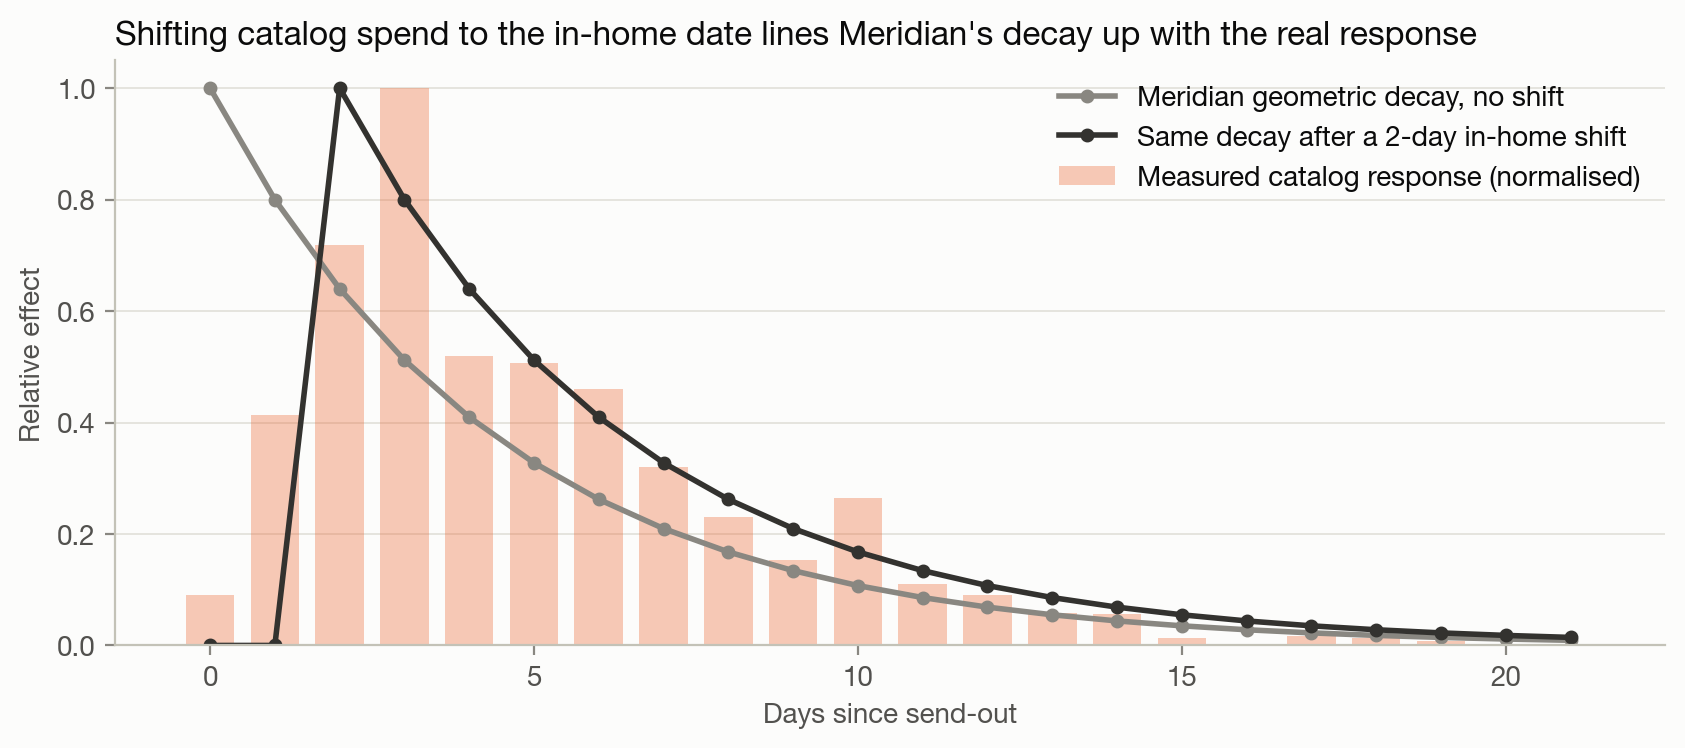 Shifting catalog spend to the in-home date lines Meridian's decay up with the real response
Meridian geometric decay, no shift
Same decay after a 2-day in-home shift
Measured catalog response (normalised)
Relative effect
1.0
0.8
0.6
0.4
0.2
0.0
0 5 10 15 20
Days since send-out